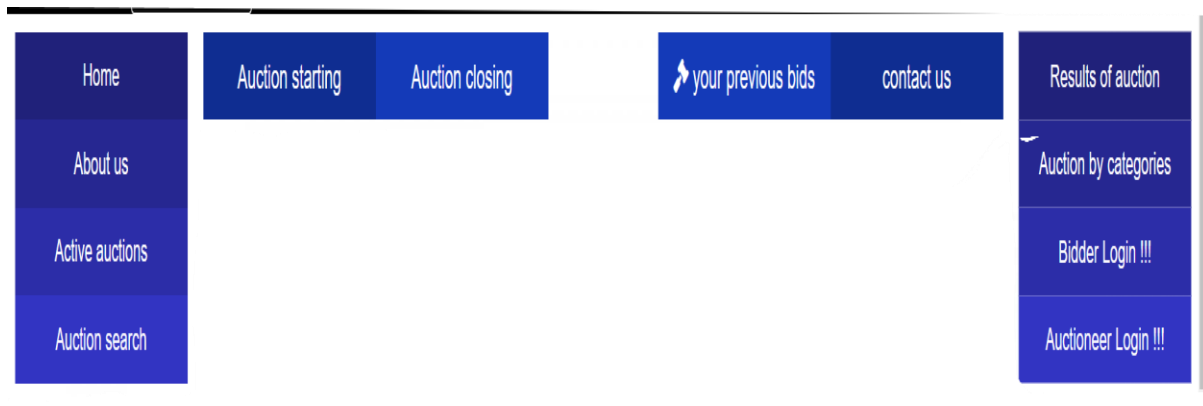 Home
Auction starting
Auction closing
your previous bids
contact us
Results of auction
About us
Auction by categories
Active auctions
Bidder Login !!!
Auction search
Auctioneer Login !!!